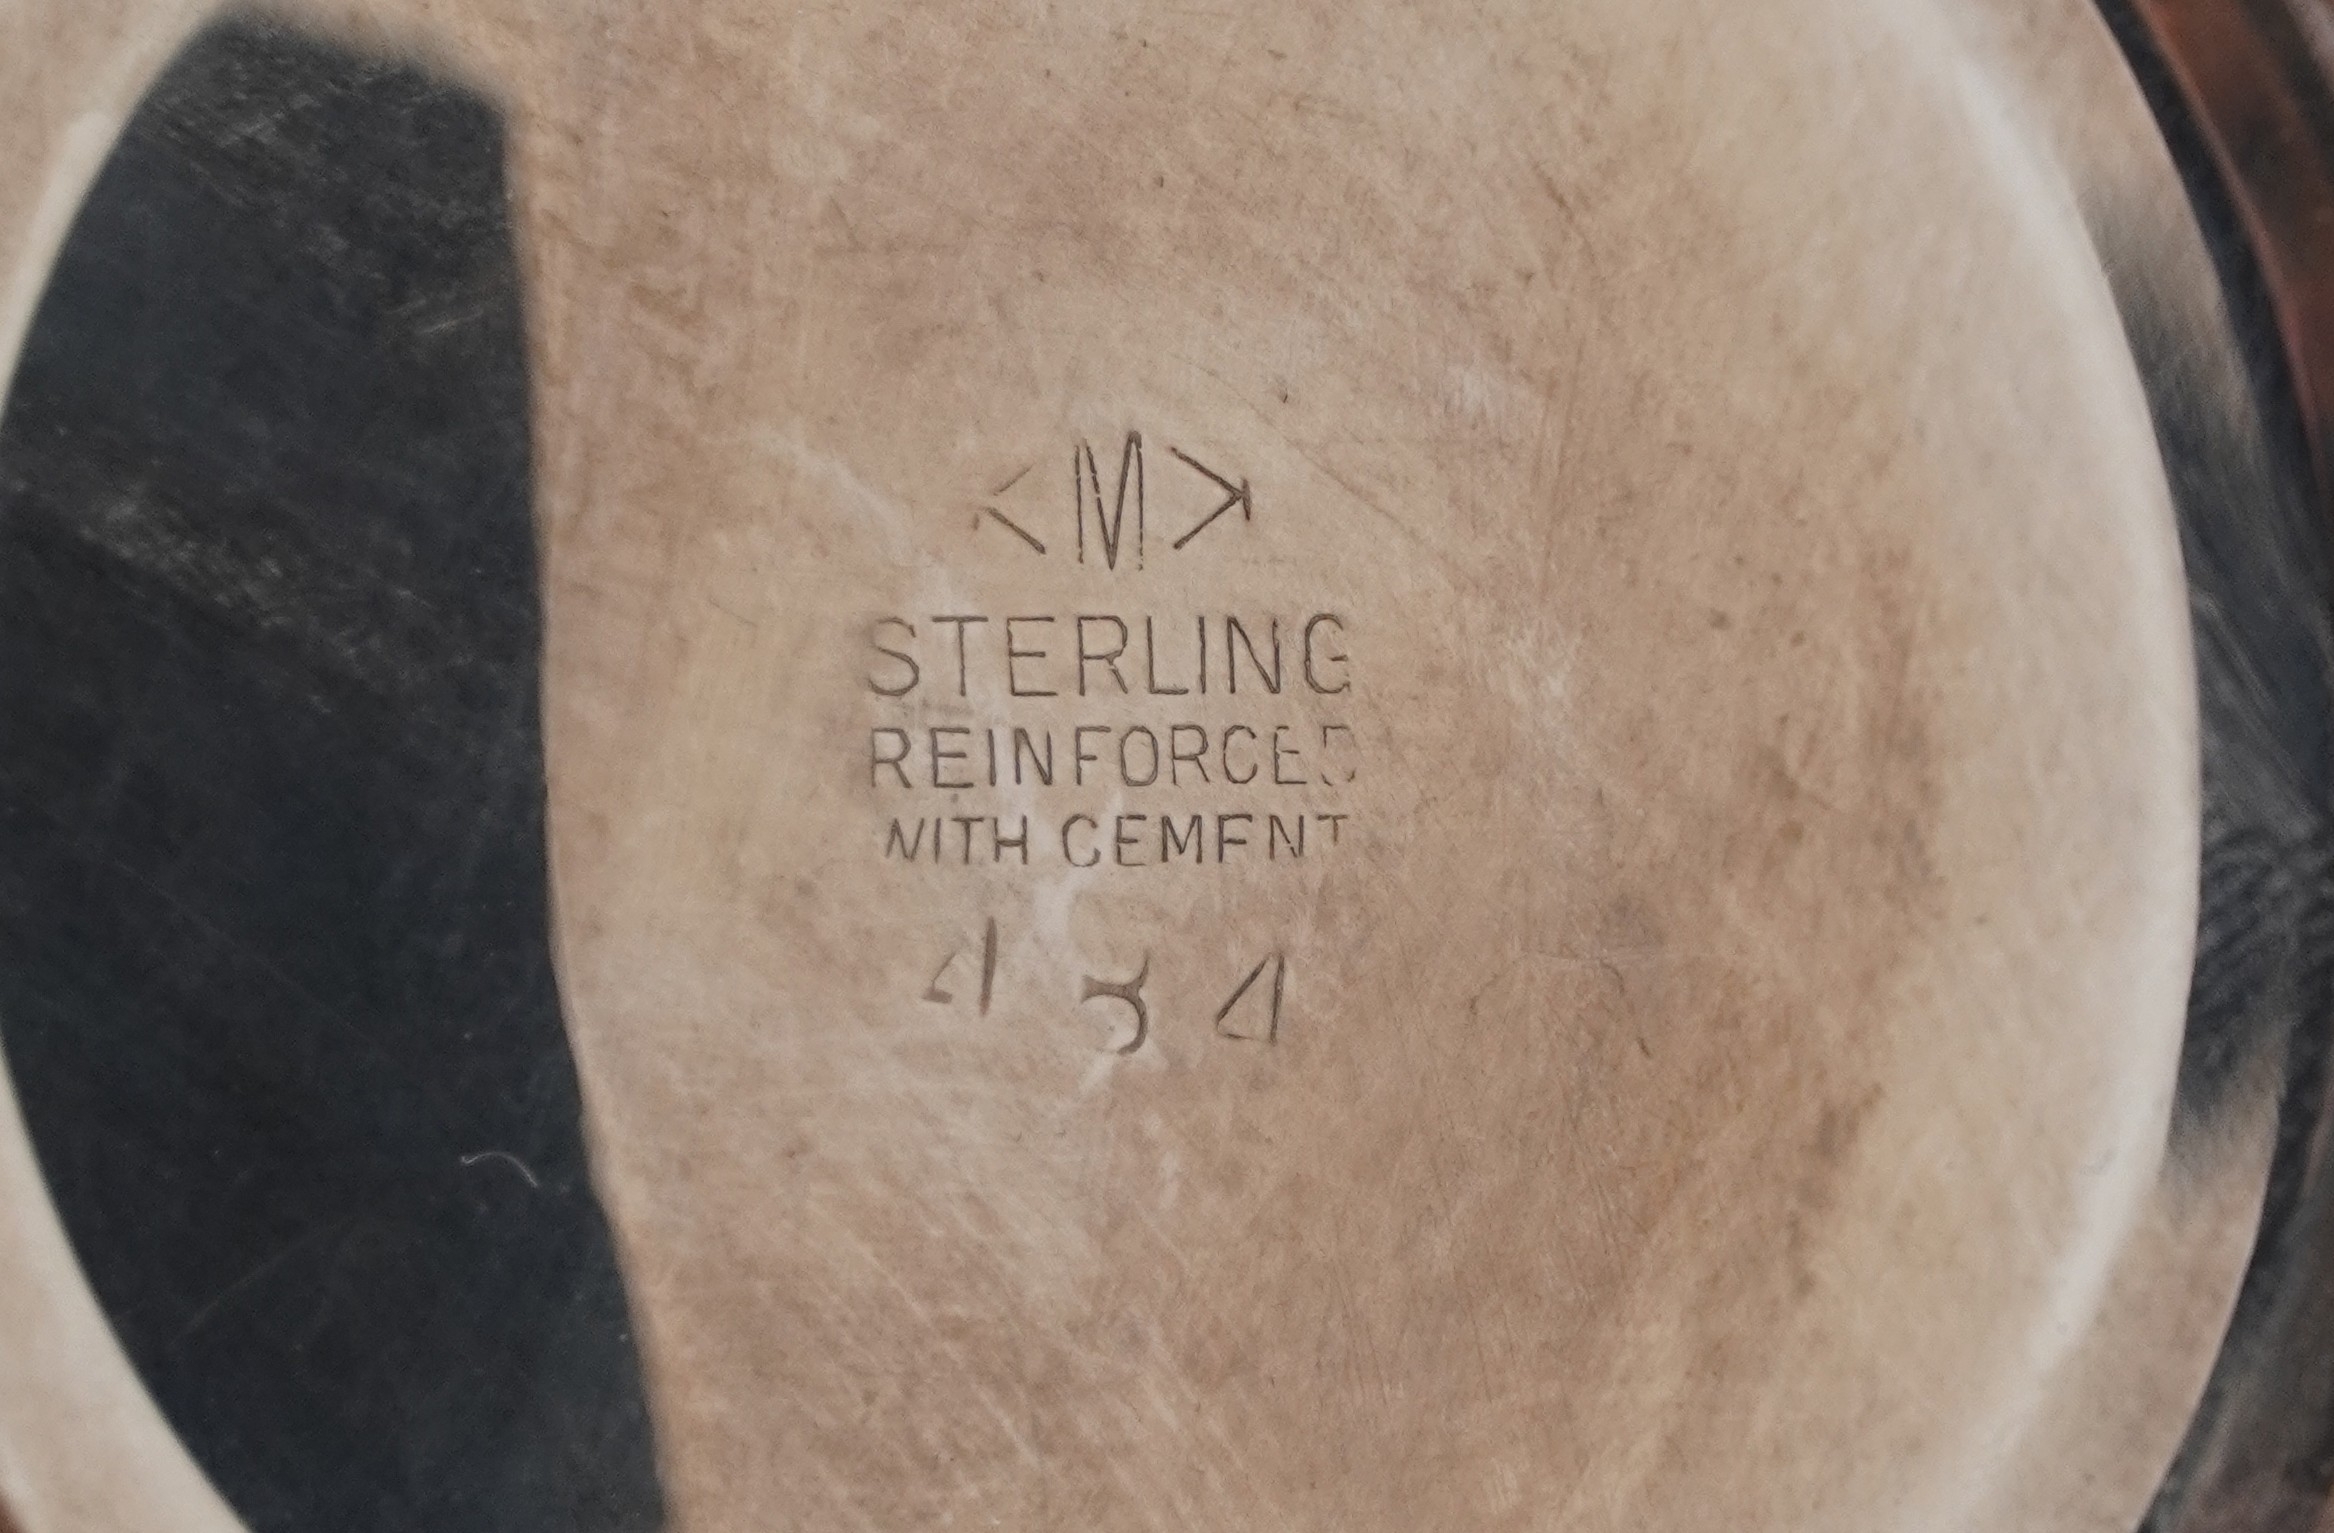 <M>
STERLING
REINFORCED
WITH CEMENT
434